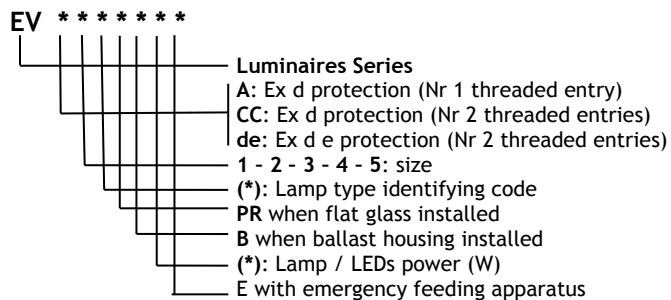 EV * * * * * * *
Luminaires Series
A: Ex d protection (Nr 1 threaded entry)
CC: Ex d protection (Nr 2 threaded entries)
de: Ex d e protection (Nr 2 threaded entries)
1 - 2 - 3 - 4 - 5: size
(*): Lamp type identifying code
PR when flat glass installed
B when ballast housing installed
(*): Lamp / LEDs power (W)
E with emergency feeding apparatus